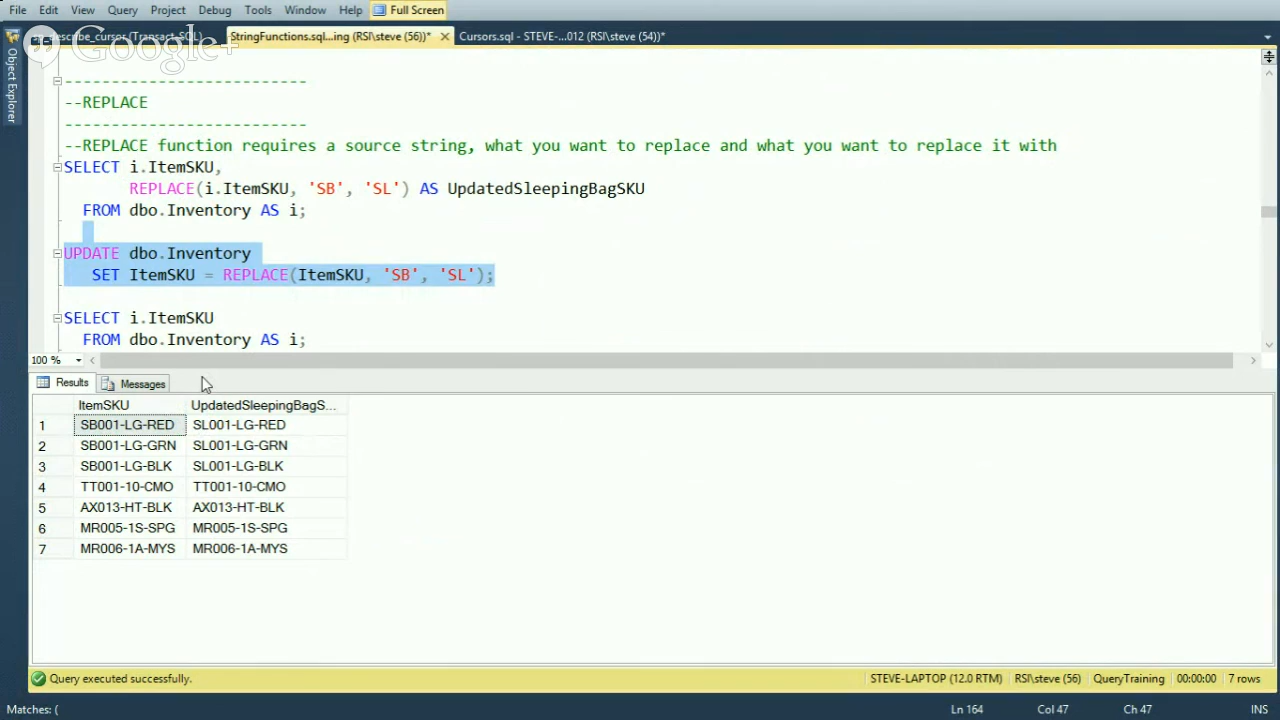 File Edit View Query Project Debug Tools Window Help Full Screen
sp_describe_cursor (Transact-SQL) StringFunctions.sql...ing (RSI\steve (56))* Cursors.sql - STEVE-...012 (RSI\steve (54))*
Google+
Object Explorer
--------------------------
--REPLACE
--------------------------
--REPLACE function requires a source string, what you want to replace and what you want to replace it with
SELECT i.ItemSKU,
REPLACE(i.ItemSKU, 'SB', 'SL') AS UpdatedSleepingBagSKU
FROM dbo.Inventory AS i;
UPDATE dbo.Inventory
SET ItemSKU = REPLACE(ItemSKU, 'SB', 'SL');
SELECT i.ItemSKU
FROM dbo.Inventory AS i;
100 %
Results Messages
ItemSKU UpdatedSleepingBagS...
1 SB001-LG-RED SL001-LG-RED
2 SB001-LG-GRN SL001-LG-GRN
3 SB001-LG-BLK SL001-LG-BLK
4 TT001-10-CMO TT001-10-CMO
5 AX013-HT-BLK AX013-HT-BLK
6 MR005-1S-SPG MR005-1S-SPG
7 MR006-1A-MYS MR006-1A-MYS
Query executed successfully. STEVE-LAPTOP (12.0 RTM) RSI\steve (56) QueryTraining 00:00:00 7 rows
Matches: ( Ln 164 Col 47 Ch 47 INS